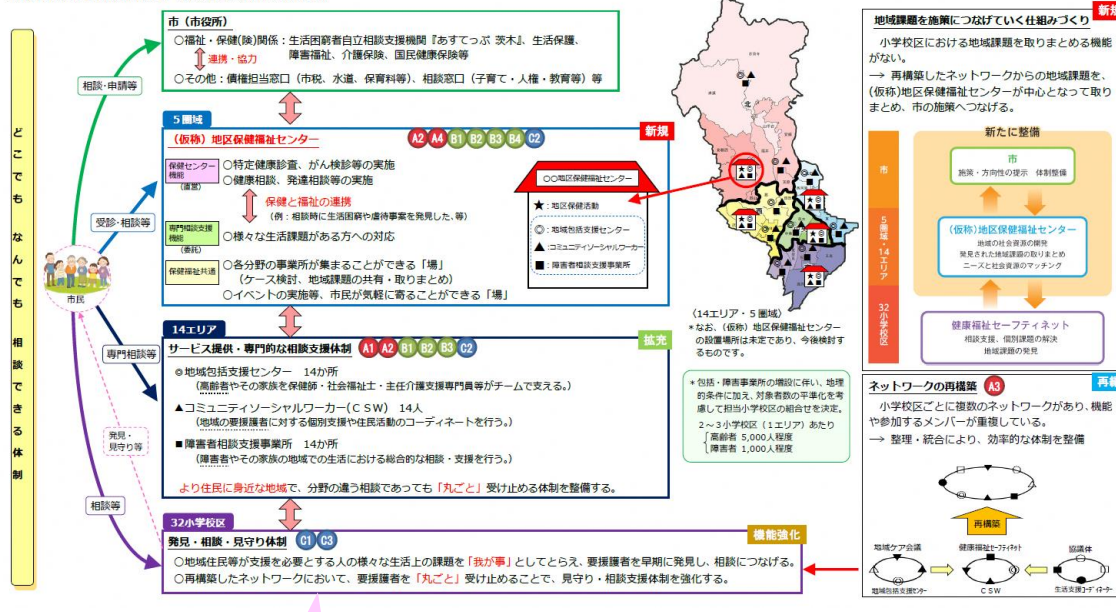 どこでも なんでも 相談できる体制
市民
相談・申請等
受診・相談等
専門相談等
発見・
見守り等
相談等
市（市役所）
○福祉・保健(険)関係：生活困窮者自立相談支援機関『あすてっぷ 茨木』、生活保護、
障害福祉、介護保険、国民健康保険等
連携・協力
○その他：債権担当窓口（市税、水道、保育料等）、相談窓口（子育て・人権・教育等）等
５圏域
（仮称）地区保健福祉センター
A2 A4 B1 B2 B3 B4 C2
新規
保健センター
機能
（直営）
○特定健康診査、がん検診等の実施
○健康相談、発達相談等の実施
保健と福祉の連携
（例：相談時に生活困窮や虐待事案を発見した、等）
専門相談支援
機能
（委託）
○様々な生活課題がある方への対応
保健福祉共通
○各分野の事業所が集まることができる「場」
（ケース検討、地域課題の共有・取りまとめ）
○イベントの実施等、市民が気軽に寄ることができる「場」
○○地区保健福祉センター
★：地区保健活動
◎：地域包括支援センター
▲：コミュニティソーシャルワーカー
■：障害者相談支援事業所
14エリア
サービス提供・専門的な相談支援体制
A1 A2 B1 B2 B3 C2
拡充
◎地域包括支援センター　14か所
（高齢者やその家族を保健師・社会福祉士・主任介護支援専門員等がチームで支える。）
▲コミュニティソーシャルワーカー(ＣＳＷ)　14人
（地域の要援護者に対する個別支援や住民活動のコーディネートを行う。）
■障害者相談支援事業所　14か所
（障害者やその家族の地域での生活における総合的な相談・支援を行う。）
より住民に身近な地域で、分野の違う相談であっても「丸ごと」受け止める体制を整備する。
32小学校区
発見・相談・見守り体制
C1 C3
機能強化
○地域住民等が支援を必要とする人の様々な生活上の課題を「我が事」としてとらえ、要援護者を早期に発見し、相談につなげる。
○再構築したネットワークにおいて、要援護者を「丸ごと」受け止めることで、見守り・相談支援体制を強化する。
北
（14エリア・５圏域）
＊なお、（仮称）地区保健福祉センター
の設置場所は未定であり、今後検討す
るものです。
＊包括・障害事業所の増設に伴い、地理
的条件に加え、対象者数の平準化を考
慮して担当小学校区の組合せを決定。
２～３小学校区（１エリア）あたり
高齢者 5,000人程度
障害者 1,000人程度
新規
地域課題を施策につなげていく仕組みづくり
小学校区における地域課題を取りまとめる機能
がない。
→ 再構築したネットワークからの地域課題を、
（仮称)地区保健福祉センターが中心となって取り
まとめ、市の施策へつなげる。
新たに整備
市
５圏域・14エリア
32小学校区
市
施策・方向性の提示　体制整備
（仮称）地区保健福祉センター
地域の社会資源の開発
発見された地域課題の取りまとめ
ニーズと社会資源のマッチング
健康福祉セーフティネット
相談支援、個別課題の解決
地域課題の発見
ネットワークの再構築
A3
小学校区ごとに複数のネットワークがあり、機能
や参加するメンバーが重複している。
→ 整理・統合により、効率的な体制を整備
再構築
地域ケア会議
健康福祉ｾｰﾌﾃｨﾈｯﾄ
協議体
地域包括支援ｾﾝﾀｰ
ＣＳＷ
生活支援ｺｰﾃﾞｨﾈｰﾀｰ